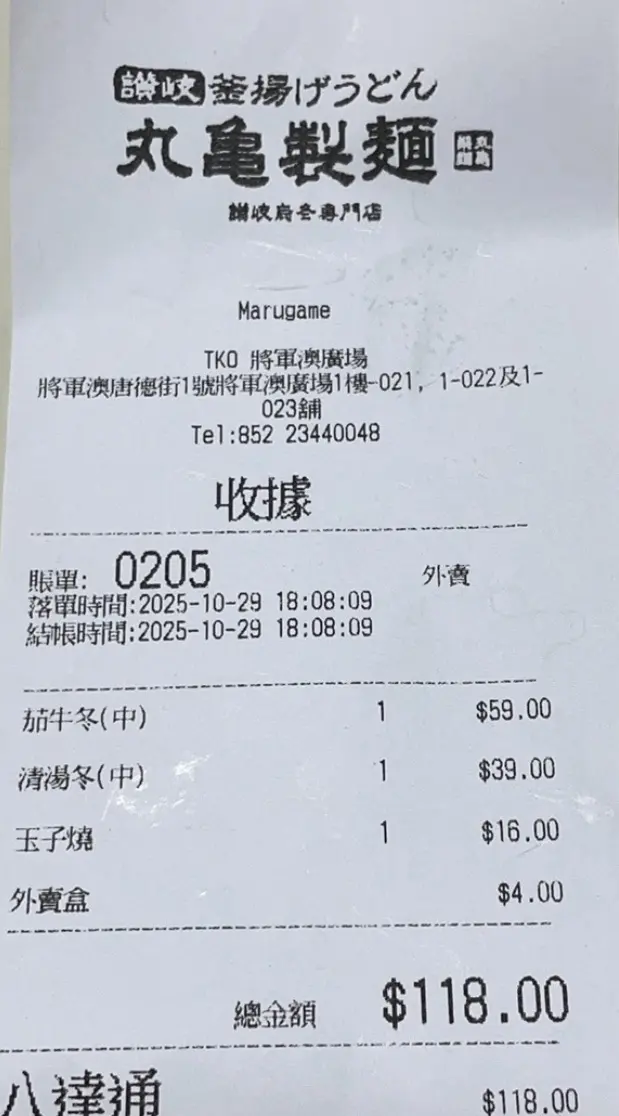 讃岐 釜揚げうどん
丸亀製麺 丸亀製麺
讃岐烏冬専門店
Marugame
TKO 將軍澳廣場
將軍澳唐德街1號將軍澳廣場1樓-021, 1-022及1-
023舖
Tel:852 23440048
收據
賬單: 0205 外賣
落單時間:2025-10-29 18:08:09
結帳時間:2025-10-29 18:08:09
茄牛冬(中) 1 $59.00
清湯冬(中) 1 $39.00
玉子燒 1 $16.00
外賣盒 $4.00
總金額 $118.00
八達通 $118.00